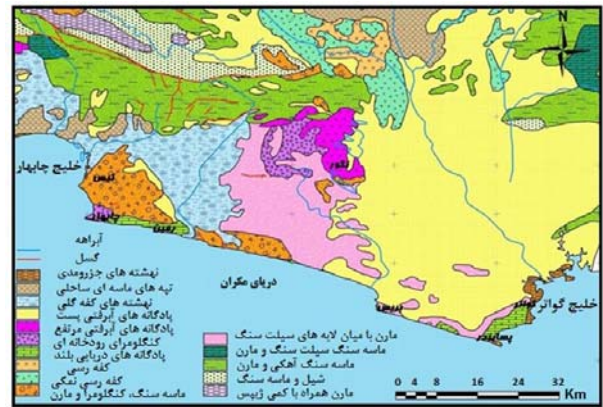 N
خلیج چابهار
تیس
نگور
چابهار
رمین
آبراهه
گسل
نهشته های جزرومدی
تپه های ماسه ای ساحلی
نهشته های کفه گلی
پادگانه های آبرفتی پست
پادگانه های آبرفتی مرتفع
کنگلومرای رودخانه ای
پادگانه های دریایی بلند
کفه رسی
کفه رسی نمکی
ماسه سنگ، کنگلومرا و مارن
دریای مکران
بریس
پسابندر
خلیج گواتر
مارن با میان لایه های سیلت سنگ
ماسه سنگ سیلت سنگ و مارن
ماسه سنگ آهکی و مارن
شیل و ماسه سنگ
مارن همراه با کمی ژیپس
0 4 8 16 24 32
Km